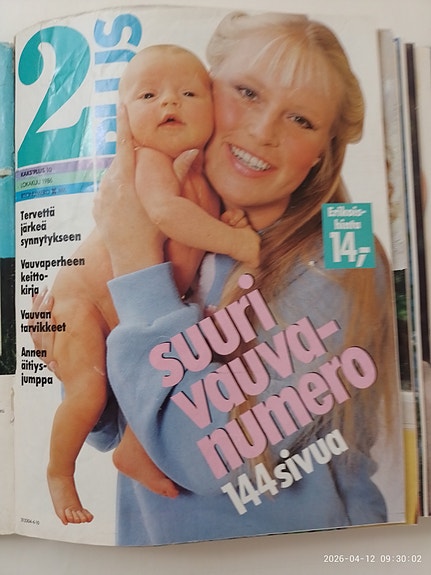 2
KAKSPLUS 10
LOKAKUU 1986
Tervettä
järkeä
synnytykseen
Vauvaperheen
keitto-
kirja
Vauvan
tarvikkeet
Annen
äitiys-
jumppa
Erikois-
hinta
14,-
suuri
vauva-
numero
144 sivua
2026-04-12 09:30:02